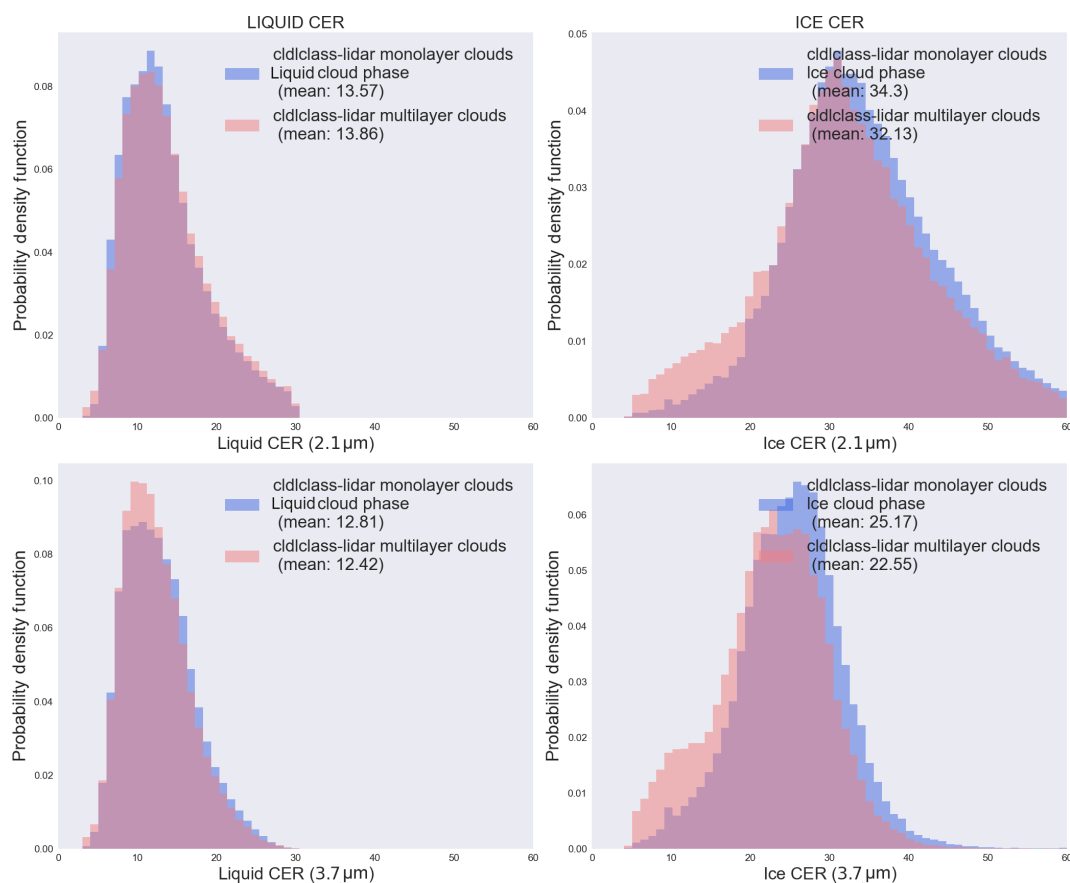 LIQUID CER
cldlclass-lidar monolayer clouds
Liquid cloud phase
(mean: 13.57)
cldlclass-lidar multilayer clouds
(mean: 13.86)
Probability density function
0.08
0.06
0.04
0.02
0.00
0 10 20 30 40 50 60
Liquid CER (2.1 µm)
ICE CER
cldlclass-lidar monolayer clouds
Ice cloud phase
(mean: 34.3)
cldlclass-lidar multilayer clouds
(mean: 32.13)
Probability density function
0.05
0.04
0.03
0.02
0.01
0.00
0 10 20 30 40 50 60
Ice CER (2.1 µm)
cldlclass-lidar monolayer clouds
Liquid cloud phase
(mean: 12.81)
cldlclass-lidar multilayer clouds
(mean: 12.42)
Probability density function
0.10
0.08
0.06
0.04
0.02
0.00
0 10 20 30 40 50 60
Liquid CER (3.7 µm)
cldlclass-lidar monolayer clouds
Ice cloud phase
(mean: 25.17)
cldlclass-lidar multilayer clouds
(mean: 22.55)
Probability density function
0.06
0.05
0.04
0.03
0.02
0.01
0.00
0 10 20 30 40 50 60
Ice CER (3.7 µm)